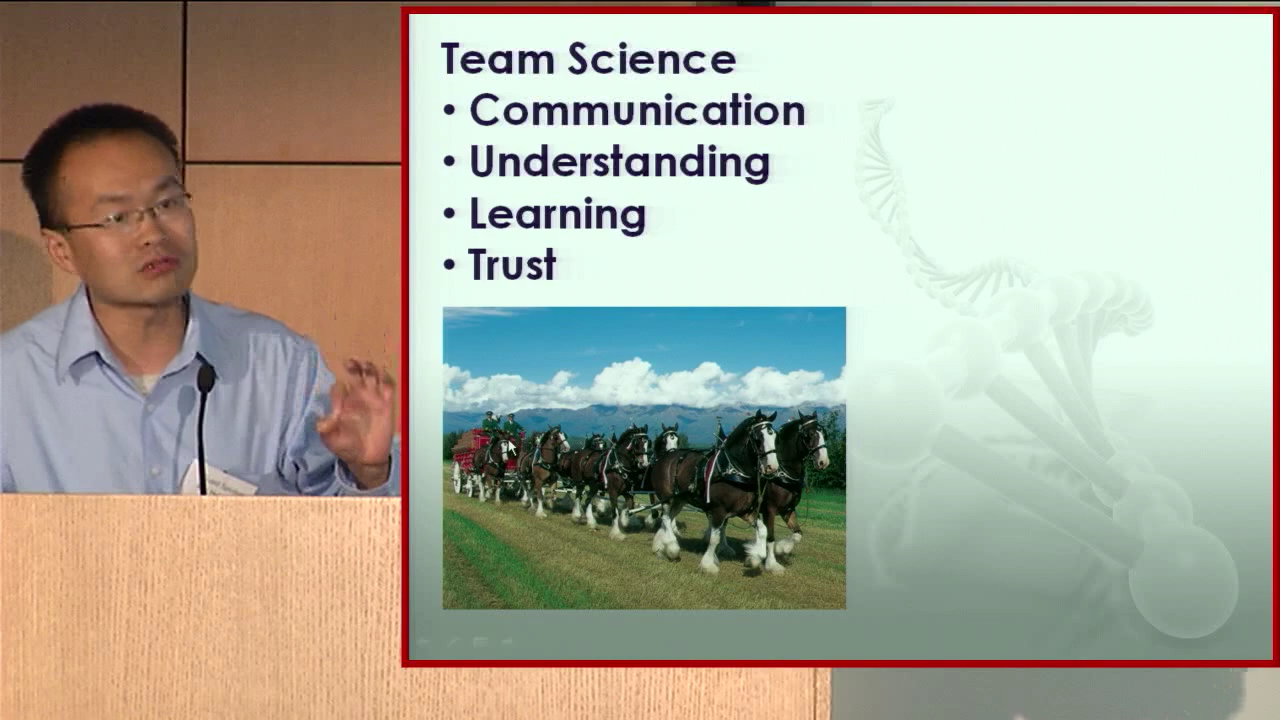 Team Science
• Communication
• Understanding
• Learning
• Trust